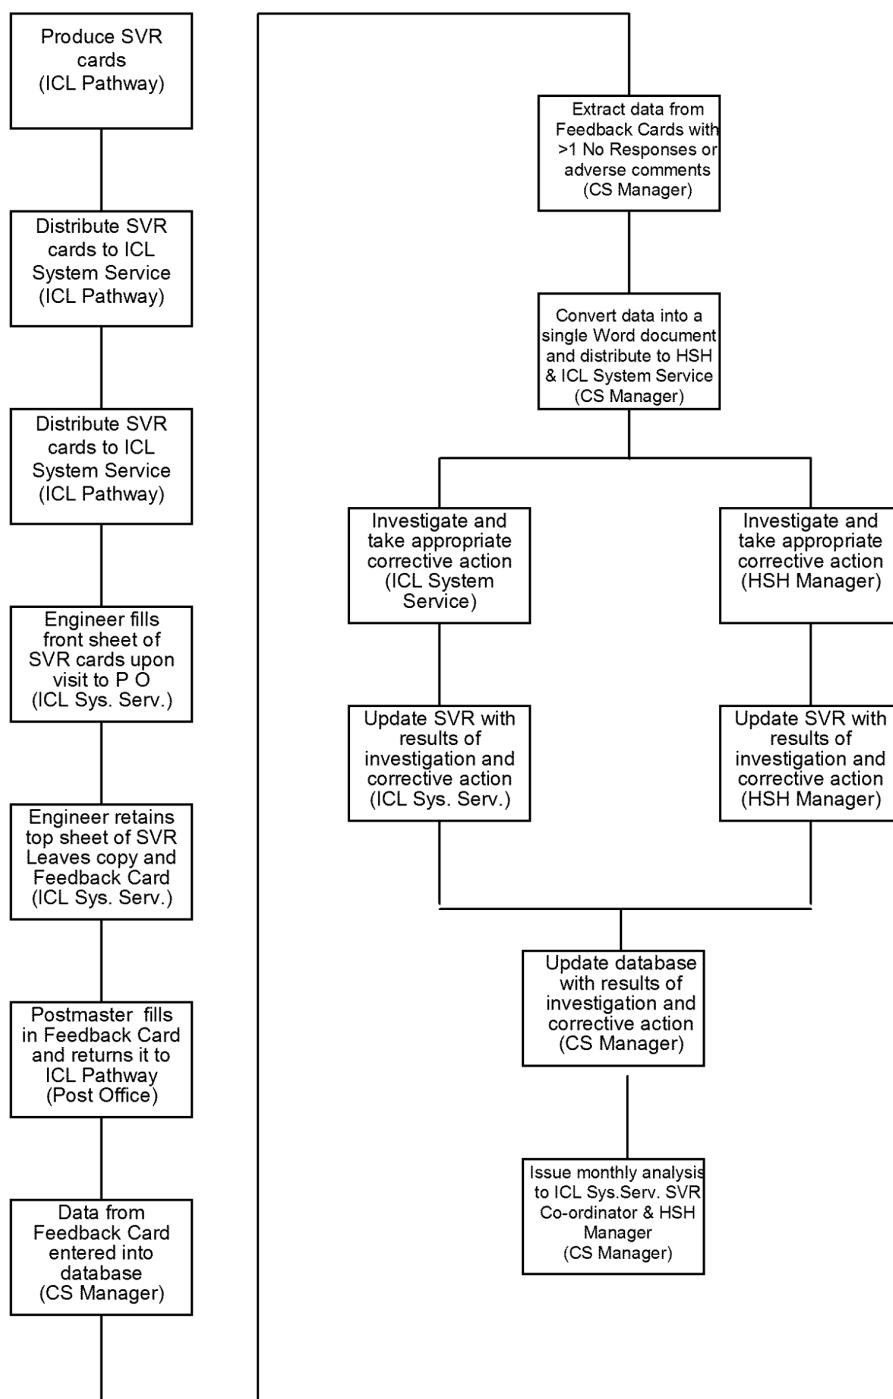 Produce SVR
cards
(ICL Pathway)
Distribute SVR
cards to ICL
System Service
(ICL Pathway)
Distribute SVR
cards to ICL
System Service
(ICL Pathway)
Engineer fills
front sheet of
SVR cards upon
visit to P O
(ICL Sys. Serv.)
Engineer retains
top sheet of SVR
Leaves copy and
Feedback Card
(ICL Sys. Serv.)
Postmaster fills
in Feedback Card
and returns it to
ICL Pathway
(Post Office)
Data from
Feedback Card
entered into
database
(CS Manager)
Extract data from
Feedback Cards with
>1 No Responses or
adverse comments
(CS Manager)
Convert data into a
single Word document
and distribute to HSH
& ICL System Service
(CS Manager)
Investigate and
take appropriate
corrective action
(ICL System
Service)
Investigate and
take appropriate
corrective action
(HSH Manager)
Update SVR with
results of
investigation and
corrective action
(ICL Sys. Serv.)
Update SVR with
results of
investigation and
corrective action
(HSH Manager)
Update database
with results of
investigation and
corrective action
(CS Manager)
Issue monthly analysis
to ICL Sys.Serv. SVR
Co-ordinator & HSH
Manager
(CS Manager)